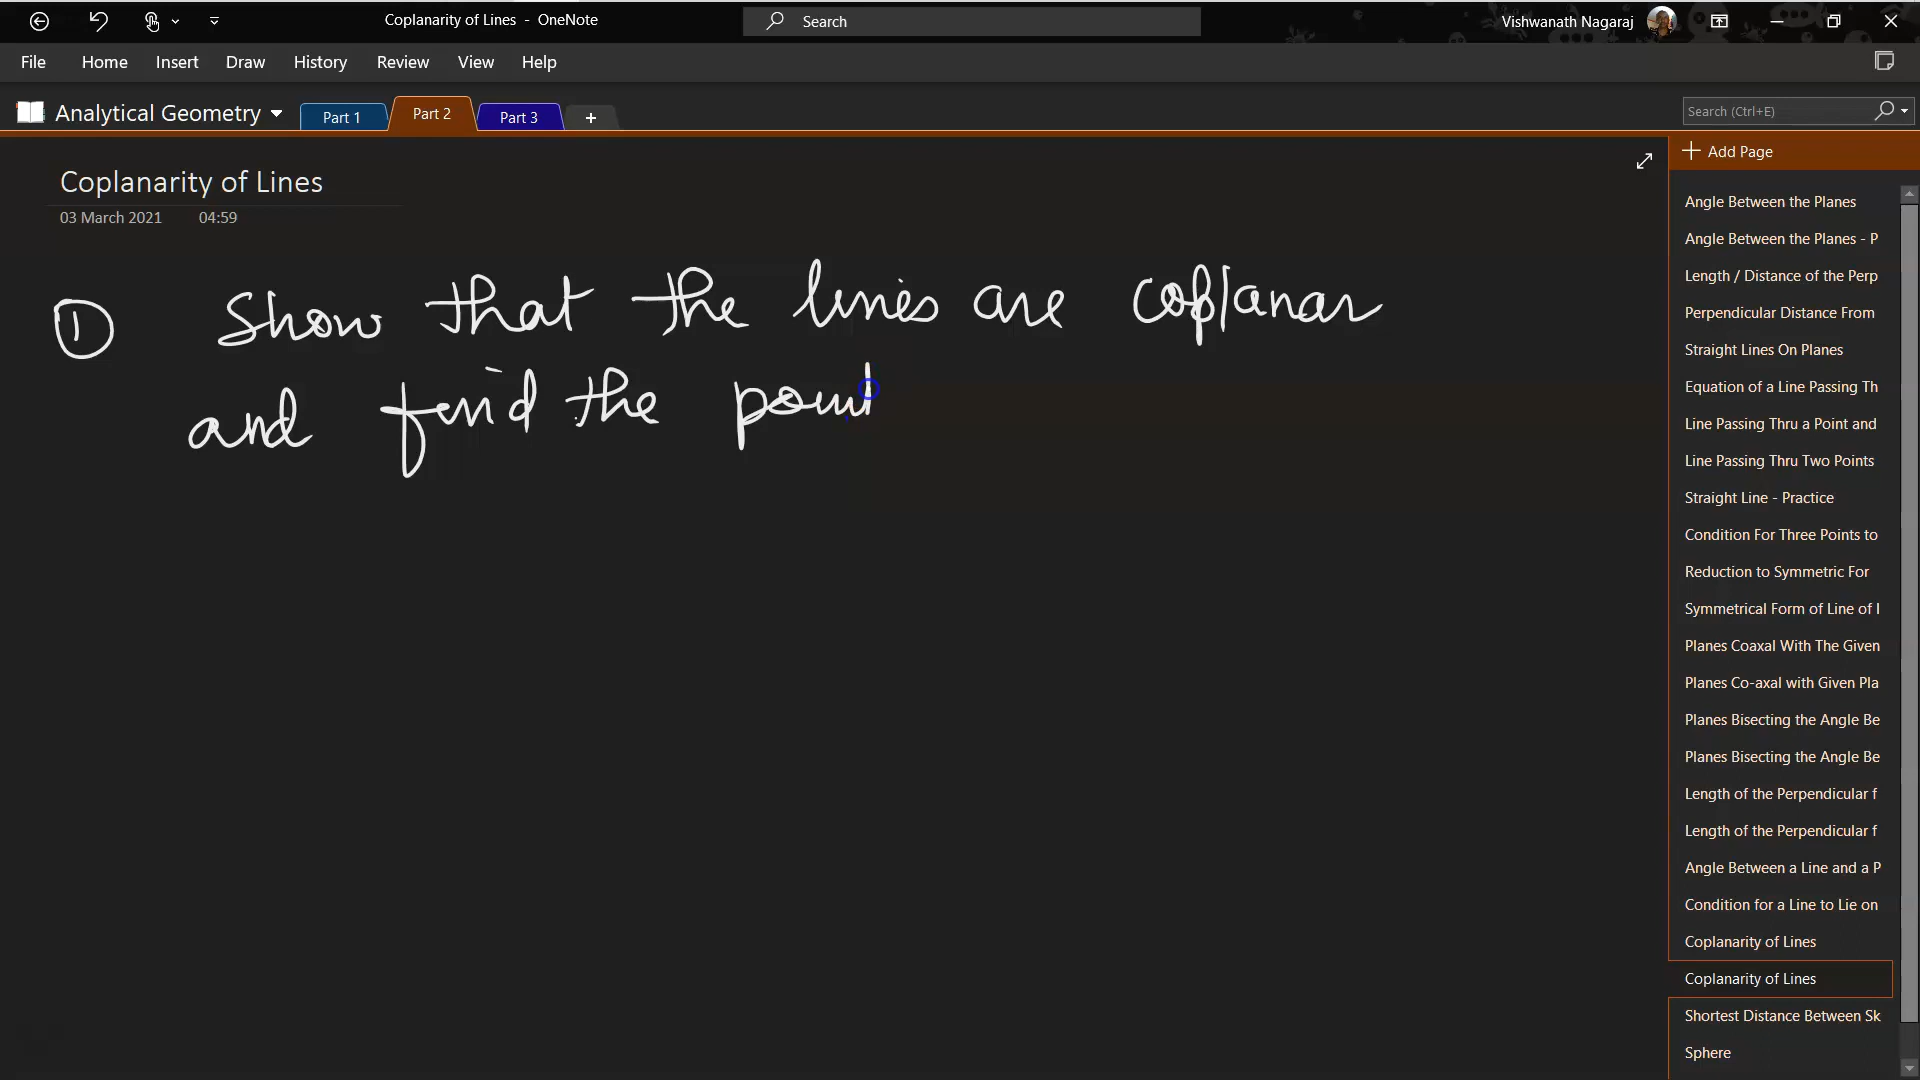 Coplanarity of Lines - OneNote
Search
Vishwanath Nagaraj
File Home Insert Draw History Review View Help
Analytical Geometry
Part 1 Part 2 Part 3 +
Search (Ctrl+E)
Add Page
Coplanarity of Lines
03 March 2021 04:59
① Show that the lines are coplanar
and find the point
Angle Between the Planes
Angle Between the Planes - P
Length / Distance of the Perp
Perpendicular Distance From
Straight Lines On Planes
Equation of a Line Passing Th
Line Passing Thru a Point and
Line Passing Thru Two Points
Straight Line - Practice
Condition For Three Points to
Reduction to Symmetric For
Symmetrical Form of Line of I
Planes Coaxal With The Given
Planes Co-axal with Given Pla
Planes Bisecting the Angle Be
Planes Bisecting the Angle Be
Length of the Perpendicular f
Length of the Perpendicular f
Angle Between a Line and a P
Condition for a Line to Lie on
Coplanarity of Lines
Coplanarity of Lines
Shortest Distance Between Sk
Sphere